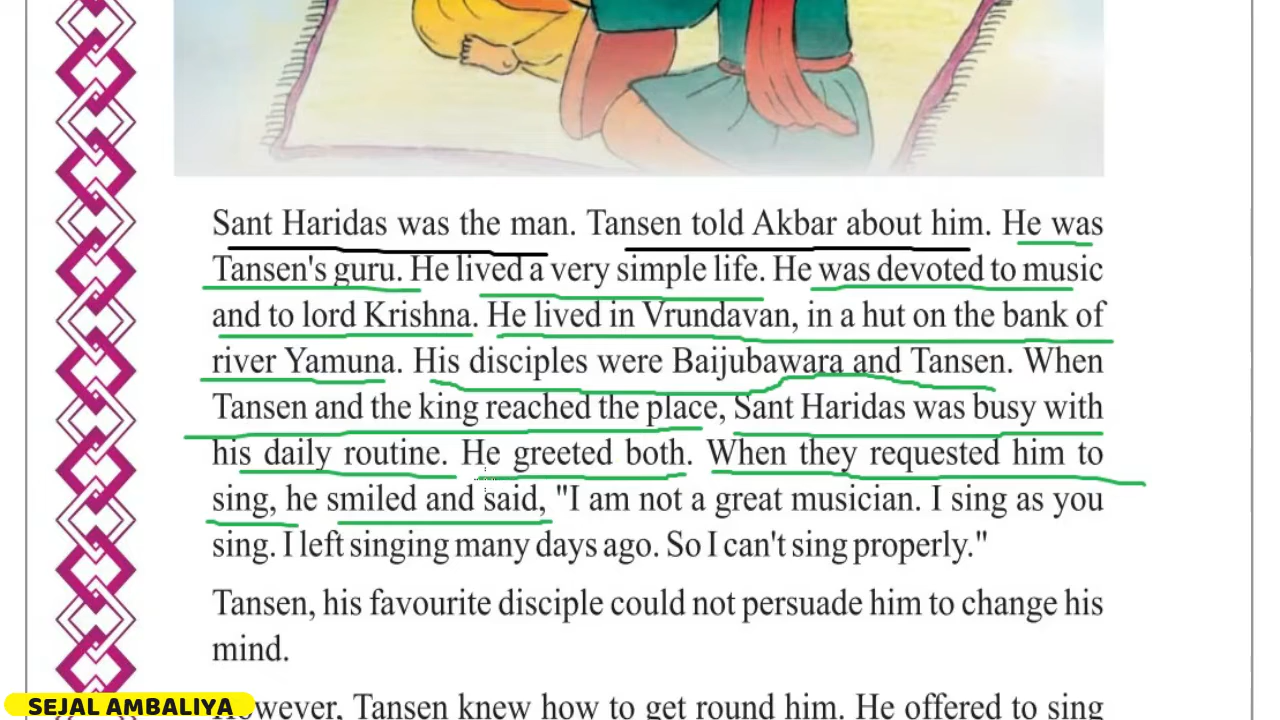 Sant Haridas was the man. Tansen told Akbar about him. He was
Tansen's guru. He lived a very simple life. He was devoted to music
and to lord Krishna. He lived in Vrundavan, in a hut on the bank of
river Yamuna. His disciples were Baijubawara and Tansen. When
Tansen and the king reached the place, Sant Haridas was busy with
his daily routine. He greeted both. When they requested him to
sing, he smiled and said, "I am not a great musician. I sing as you
sing. I left singing many days ago. So I can't sing properly."
Tansen, his favourite disciple could not persuade him to change his
mind.
However, Tansen knew how to get round him. He offered to sing
SEJAL AMBALIYA